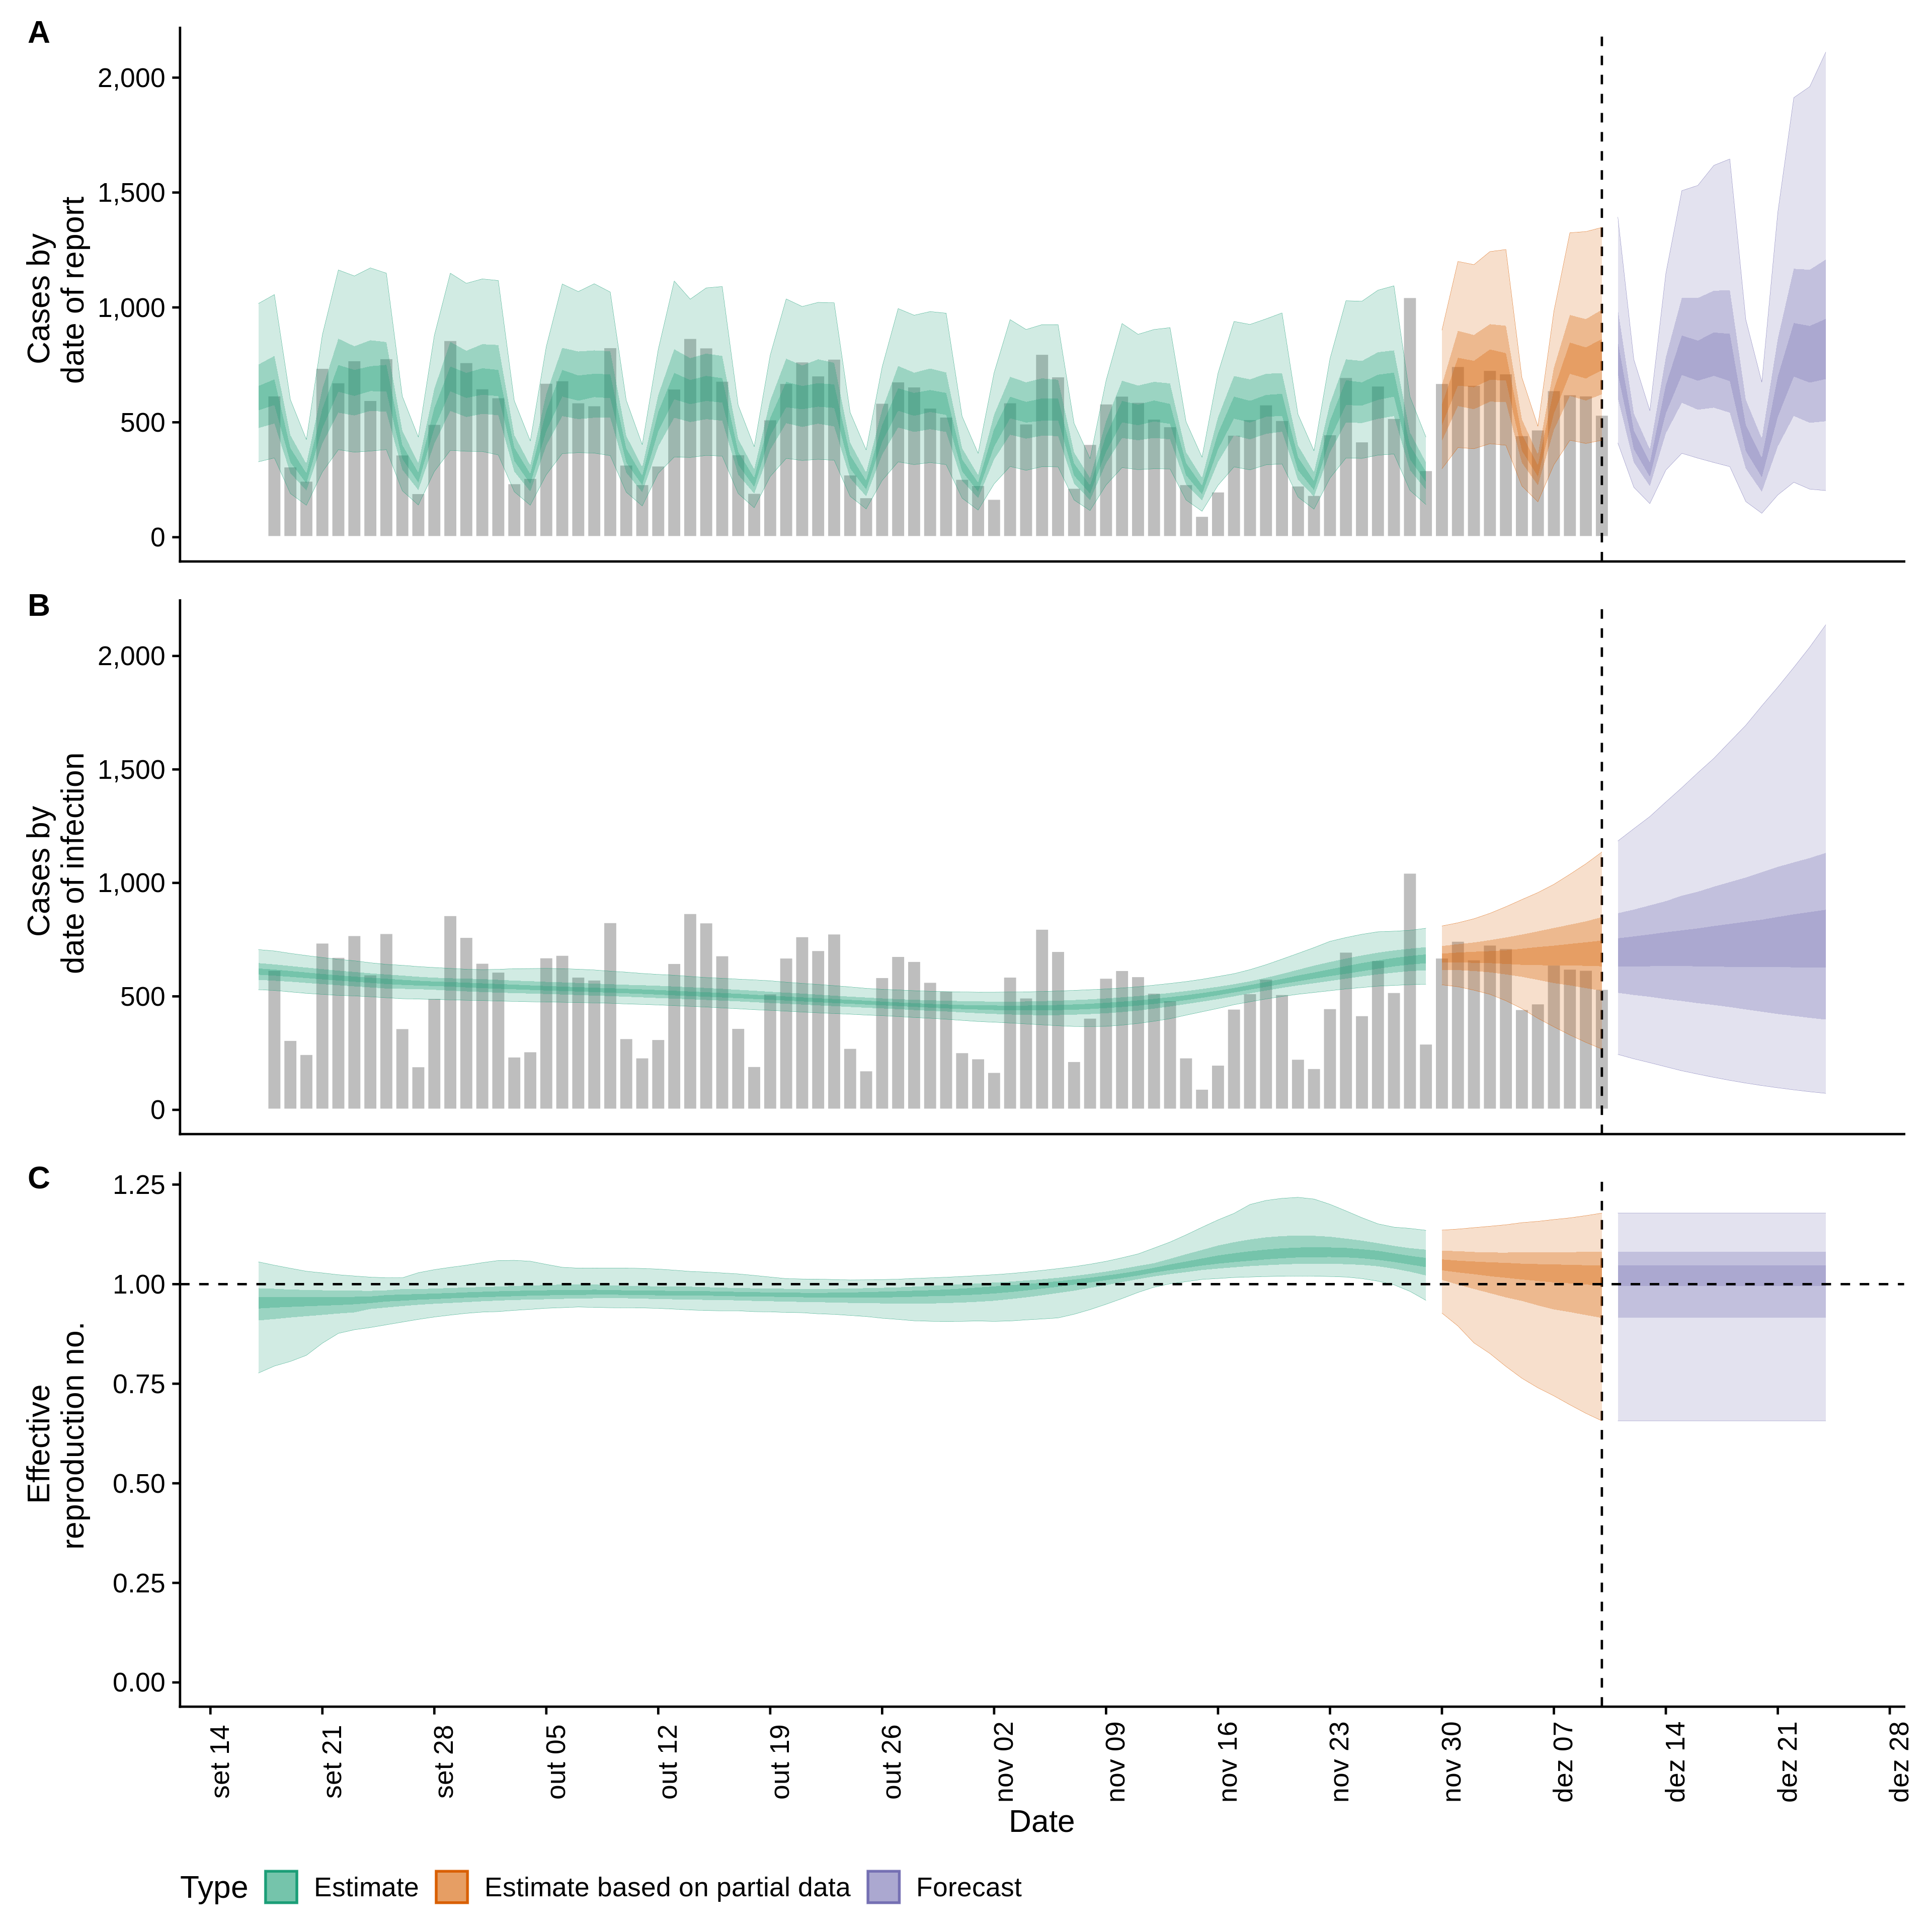 A
2,000
1,500
1,000
500
0
Cases by
date of report
B
2,000
1,500
1,000
500
0
Cases by
date of infection
C
1.25
1.00
0.75
0.50
0.25
0.00
Effective
reproduction no.
set 14
set 21
set 28
out 05
out 12
out 19
out 26
nov 02
nov 09
nov 16
nov 23
nov 30
dez 07
dez 14
dez 21
dez 28
Date
Type Estimate Estimate based on partial data Forecast